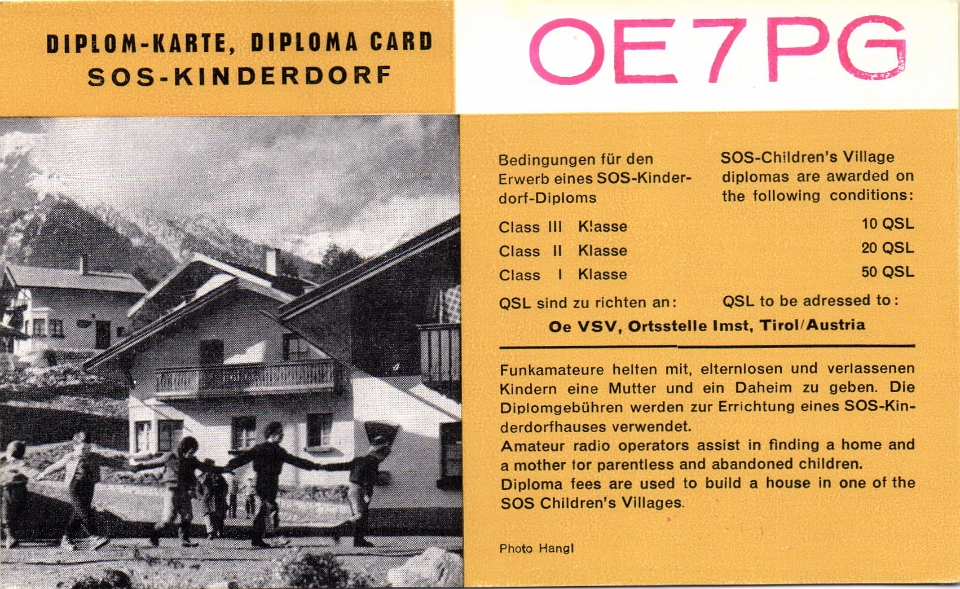 DIPLOM-KARTE, DIPLOMA CARD
SOS-KINDERDORF
OE7PG
Bedingungen für den
Erwerb eines SOS-Kinder-
dorf-Diploms
SOS-Children's Village
diplomas are awarded on
the following conditions:
Class III Klasse 10 QSL
Class II Klasse 20 QSL
Class I Klasse 50 QSL
QSL sind zu richten an: QSL to be adressed to:
Oe VSV, Ortsstelle Imst, Tirol/Austria
Funkamateure helfen mit, elternlosen und verlassenen
Kindern eine Mutter und ein Daheim zu geben. Die
Diplomgebühren werden zur Errichtung eines SOS-Kin-
derdorfhauses verwendet.
Amateur radio operators assist in finding a home and
a mother for parentless and abandoned children.
Diploma fees are used to build a house in one of the
SOS Children's Villages.
Photo Hangl